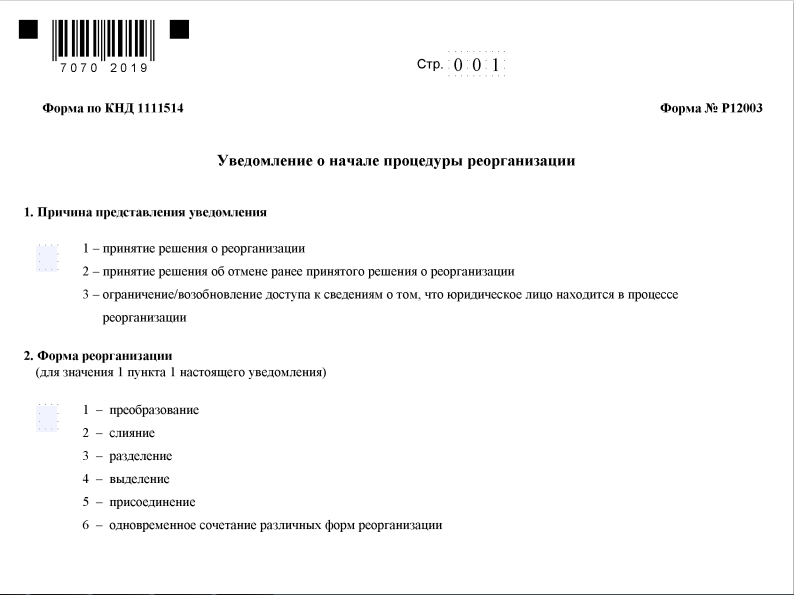 7070 2019
Стр. 0 0 1
Форма по КНД 1111514
Форма № Р12003
Уведомление о начале процедуры реорганизации
1. Причина представления уведомления
1 – принятие решения о реорганизации
2 – принятие решения об отмене ранее принятого решения о реорганизации
3 – ограничение/возобновление доступа к сведениям о том, что юридическое лицо находится в процессе
реорганизации
2. Форма реорганизации
(для значения 1 пункта 1 настоящего уведомления)
1 – преобразование
2 – слияние
3 – разделение
4 – выделение
5 – присоединение
6 – одновременное сочетание различных форм реорганизации